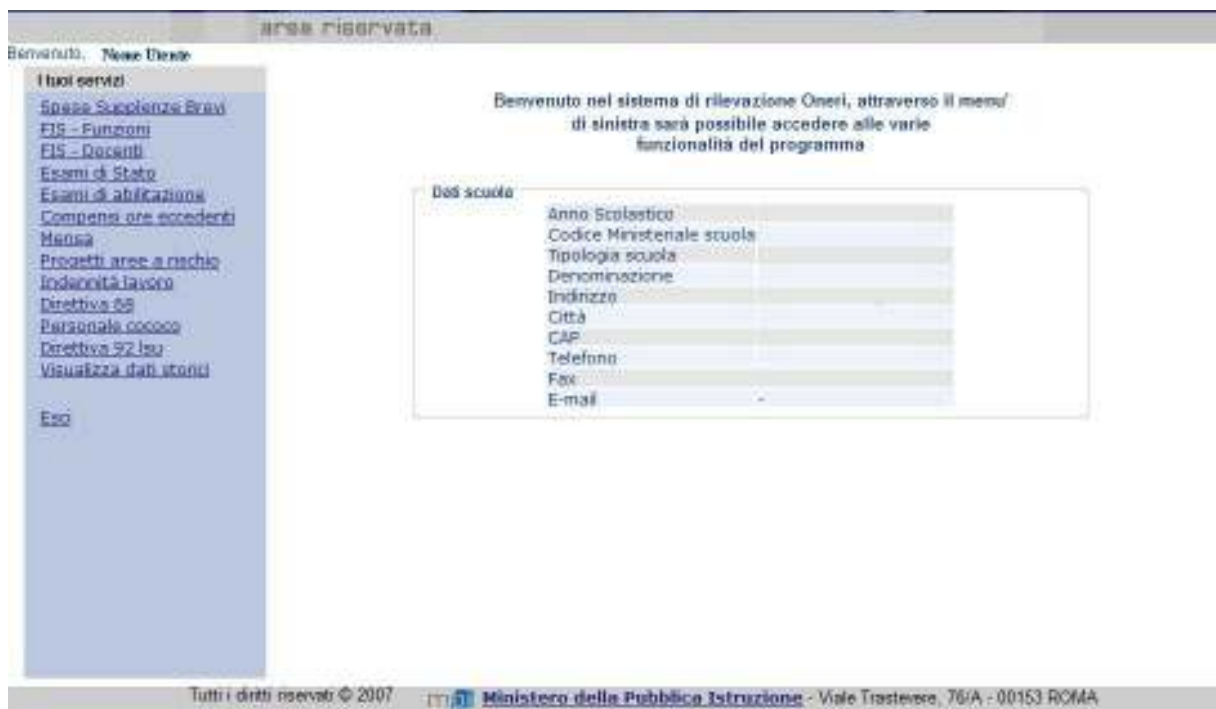 area riservata
Benvenuto, Nome Utente
I tuoi servizi
Spese Supplenze Brevi
FIS - Funzioni
FIS - Docenti
Esami di Stato
Esami di abilitazione
Compensi ore eccedenti
Mensa
Progetti aree a rischio
Indennità lavoro
Direttiva 68
Personale cococo
Direttiva 92 lsu
Visualizza dati storici
Esci
Benvenuto nel sistema di rilevazione Oneri, attraverso il menu'
di sinistra sarà possibile accedere alle varie
funzionalità del programma
Dati scuola
Anno Scolastico
Codice Ministeriale scuola
Tipologia scuola
Denominazione
Indirizzo
Città
CAP
Telefono
Fax
E-mail -
Tutti i diritti riservati © 2007 Ministero della Pubblica Istruzione - Viale Trastevere, 76/A - 00153 ROMA